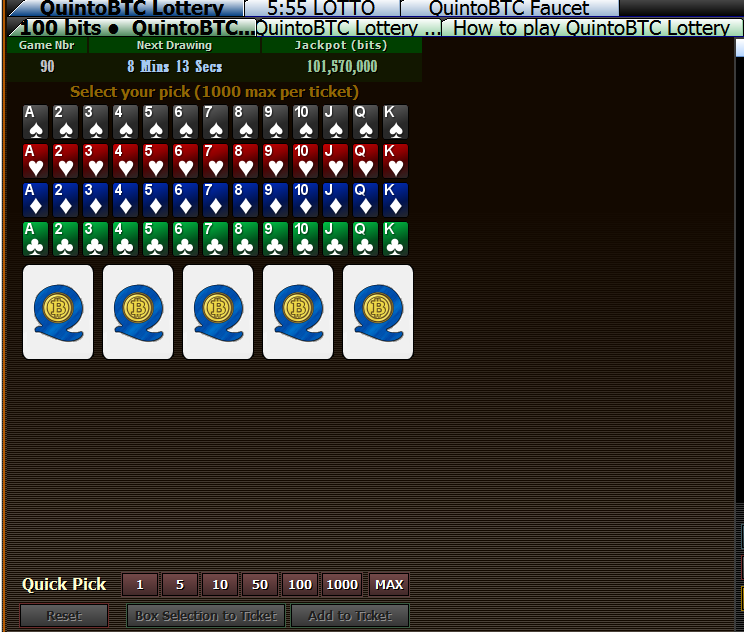 QuintoBTC Lottery 5:55 LOTTO QuintoBTC Faucet
100 bits ● QuintoBTC... QuintoBTC Lottery ... How to play QuintoBTC Lottery
Game Nbr Next Drawing Jackpot (bits)
90 8 Mins 13 Secs 101,570,000
Select your pick (1000 max per ticket)
A 2 3 4 5 6 7 8 9 10 J Q K
A 2 3 4 5 6 7 8 9 10 J Q K
A 2 3 4 5 6 7 8 9 10 J Q K
A 2 3 4 5 6 7 8 9 10 J Q K
Quick Pick 1 5 10 50 100 1000 MAX
Reset Box Selection to Ticket Add to Ticket